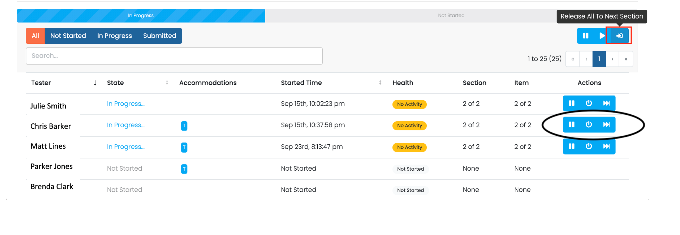 Release All To Next Section
In Progress
Not Started
All Not Started In Progress Submitted
Search...
1 to 25 (25) « ‹ 1 › »
Tester State Accommodations Started Time Health Section Item Actions
Julie Smith In Progress.. Sep 15th, 10:02:23 pm No Activity 2 of 2 2 of 2
Chris Barker In Progress.. 1 Sep 15th, 10:37:58 pm No Activity 2 of 2 2 of 2
Matt Lines In Progress.. 1 Sep 23rd, 8:13:47 pm No Activity 2 of 2 2 of 2
Parker Jones Not Started 1 Not Started Not Started None None
Brenda Clark Not Started Not Started Not Started None None